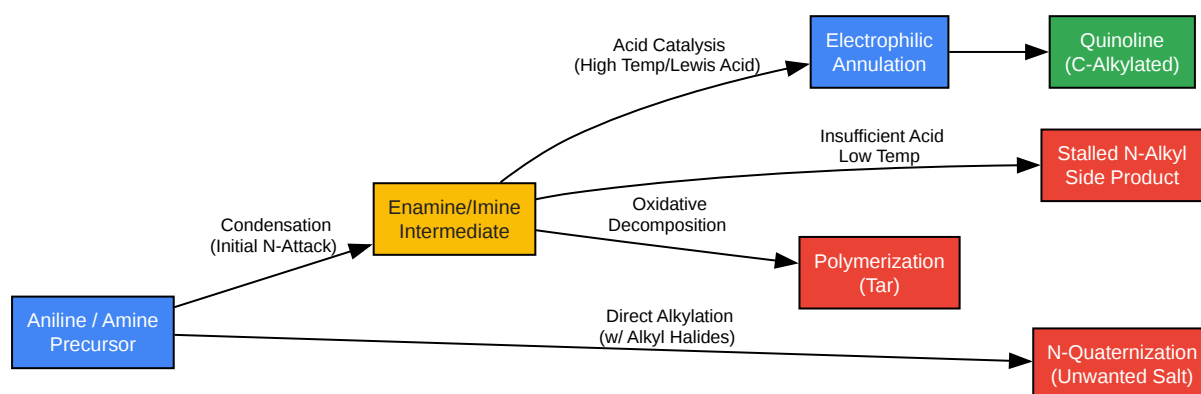 Acid Catalysis
(High Temp/Lewis Acid)
Electrophilic
Annulation
Quinoline
(C-Alkylated)
Insufficient Acid
Low Temp
Stalled N-Alkyl
Side Product
Enamine/Imine
Intermediate
Oxidative
Decomposition
Condensation
(Initial N-Attack)
Polymerization
(Tar)
Aniline / Amine
Precursor
Direct Alkylation
(w/ Alkyl Halides)
N-Quaternization
(Unwanted Salt)